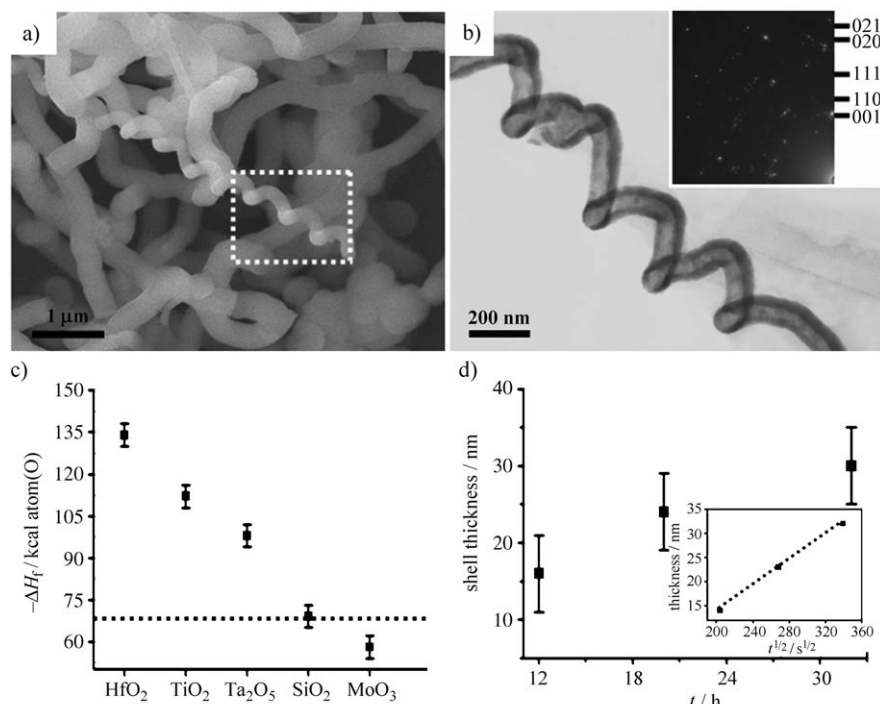 a)
1 μm
b)
021
020
111
110
001
200 nm
c)
150
135
120
105
90
75
60
–ΔHf / kcal atom(O)
HfO2
TiO2
Ta2O5
SiO2
MoO3
d)
40
30
20
10
shell thickness / nm
12
18
24
30
t / h
35
30
25
20
15
thickness / nm
200
240
280
320
360
t1/2 / s1/2